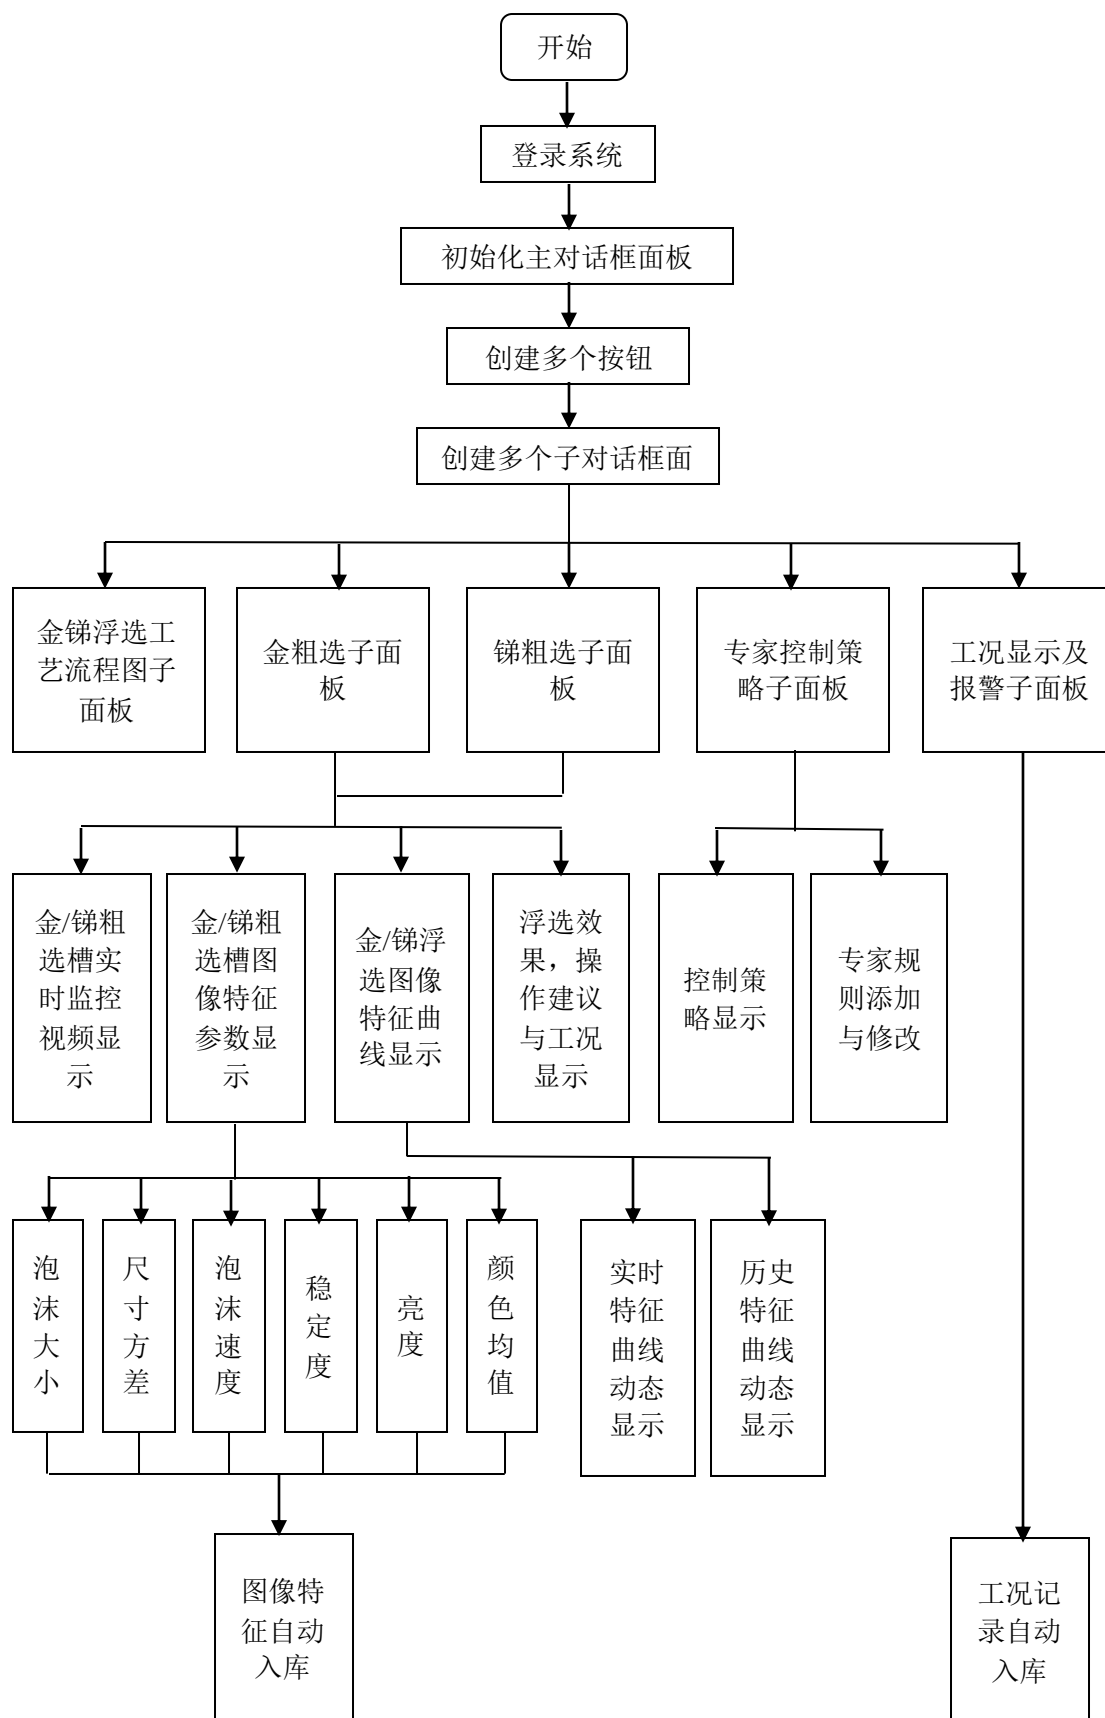 开始
登录系统
初始化主对话框面板
创建多个按钮
创建多个子对话框面
金锑浮选工
艺流程图子
面板
金粗选子面
板
锑粗选子面
板
专家控制策
略子面板
工况显示及
报警子面板
金/锑粗
选槽实
时监控
视频显
示
金/锑粗
选槽图
像特征
参数显
示
金/锑浮
选图像
特征曲
线显示
浮选效
果，操
作建议
与工况
显示
控制策
略显示
专家规
则添加
与修改
泡
沫
大
小
尺
寸
方
差
泡
沫
速
度
稳
定
度
亮
度
颜
色
均
值
实时
特征
曲线
动态
显示
历史
特征
曲线
动态
显示
图像特
征自动
入库
工况记
录自动
入库